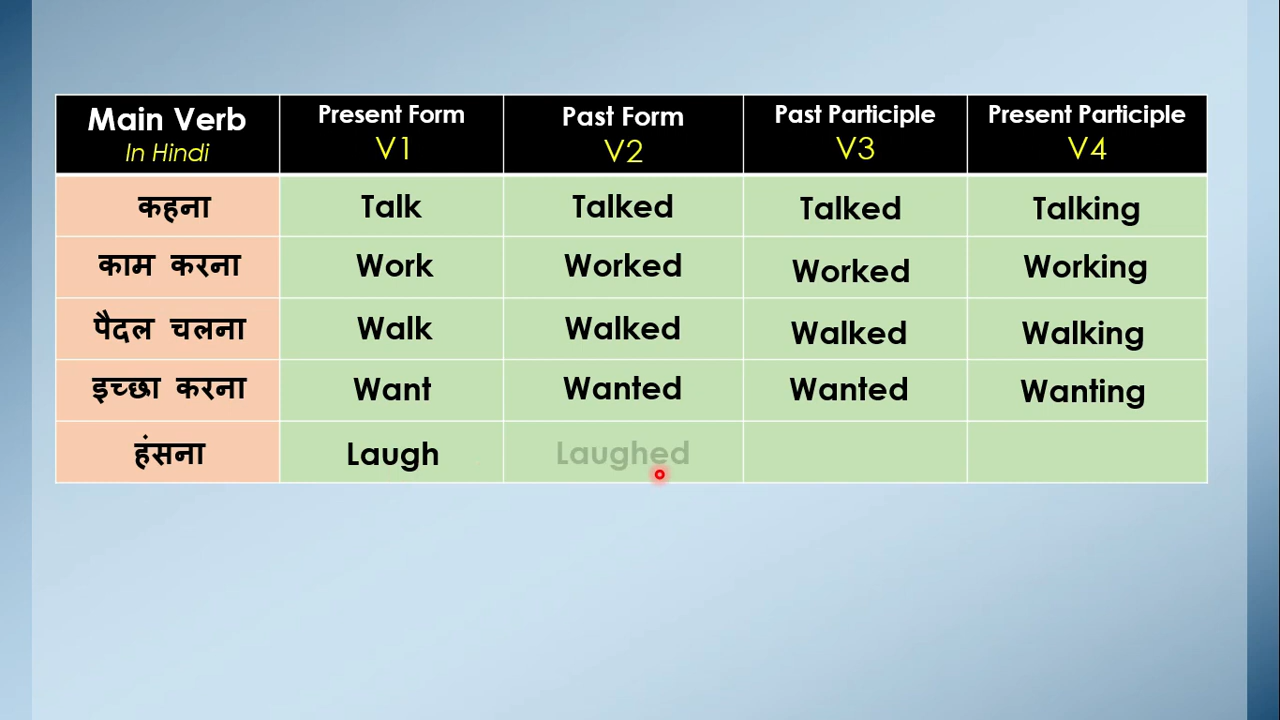 Main Verb
In Hindi
Present Form
V1
Past Form
V2
Past Participle
V3
Present Participle
V4
कहना Talk Talked Talked Talking
काम करना Work Worked Worked Working
पैदल चलना Walk Walked Walked Walking
इच्छा करना Want Wanted Wanted Wanting
हंसना Laugh Laughed